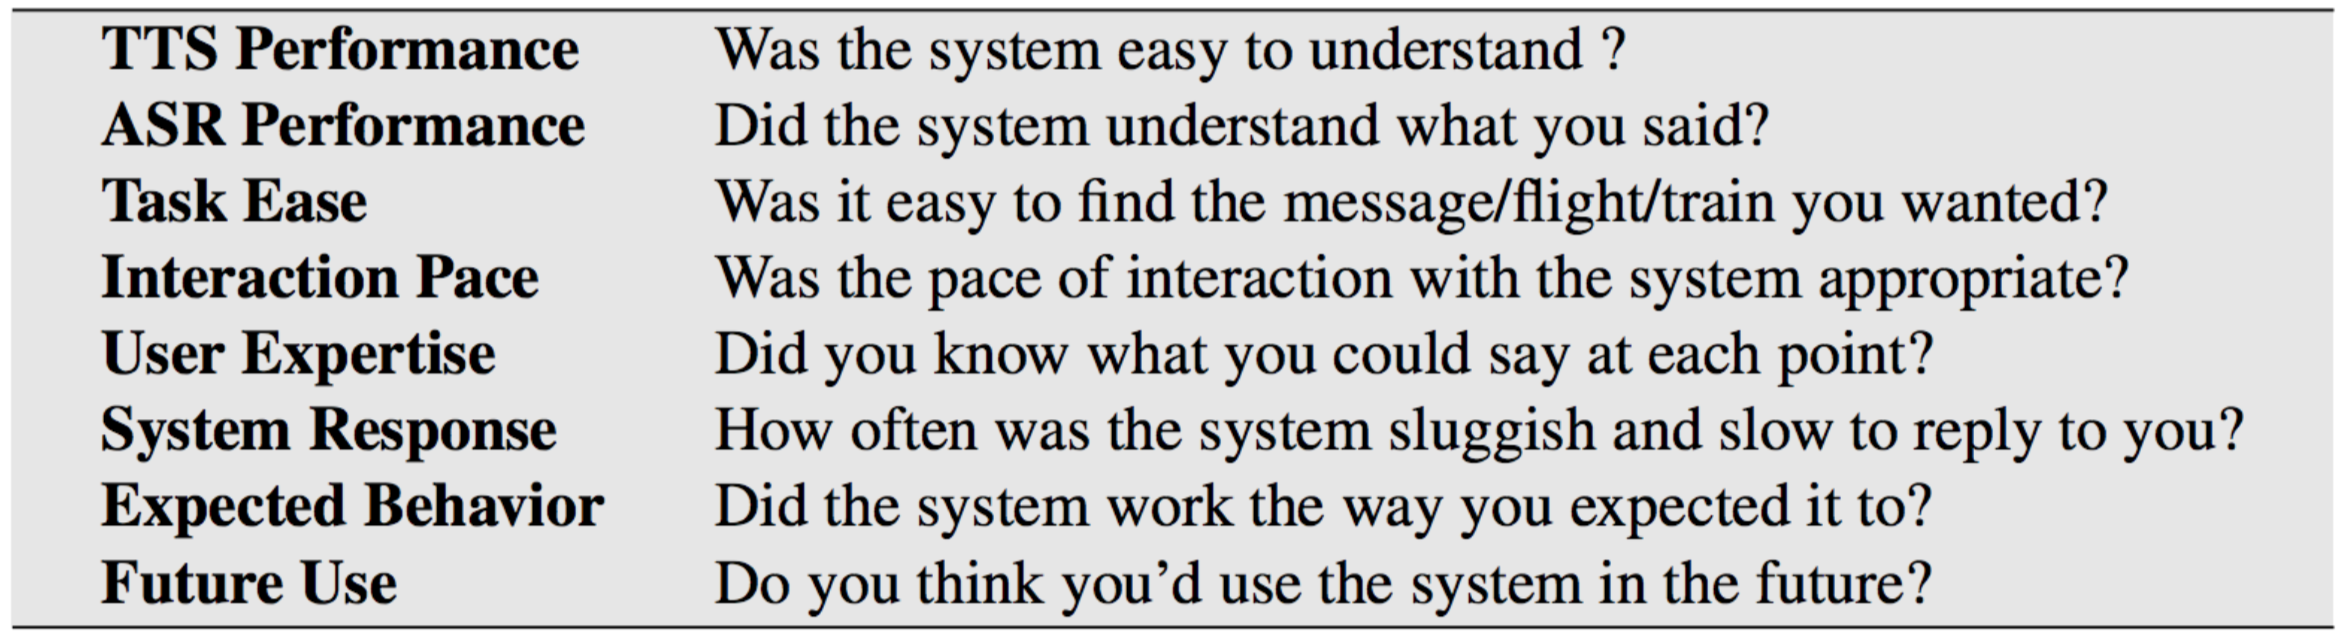 TTS Performance Was the system easy to understand ?
ASR Performance Did the system understand what you said?
Task Ease Was it easy to find the message/flight/train you wanted?
Interaction Pace Was the pace of interaction with the system appropriate?
User Expertise Did you know what you could say at each point?
System Response How often was the system sluggish and slow to reply to you?
Expected Behavior Did the system work the way you expected it to?
Future Use Do you think you’d use the system in the future?